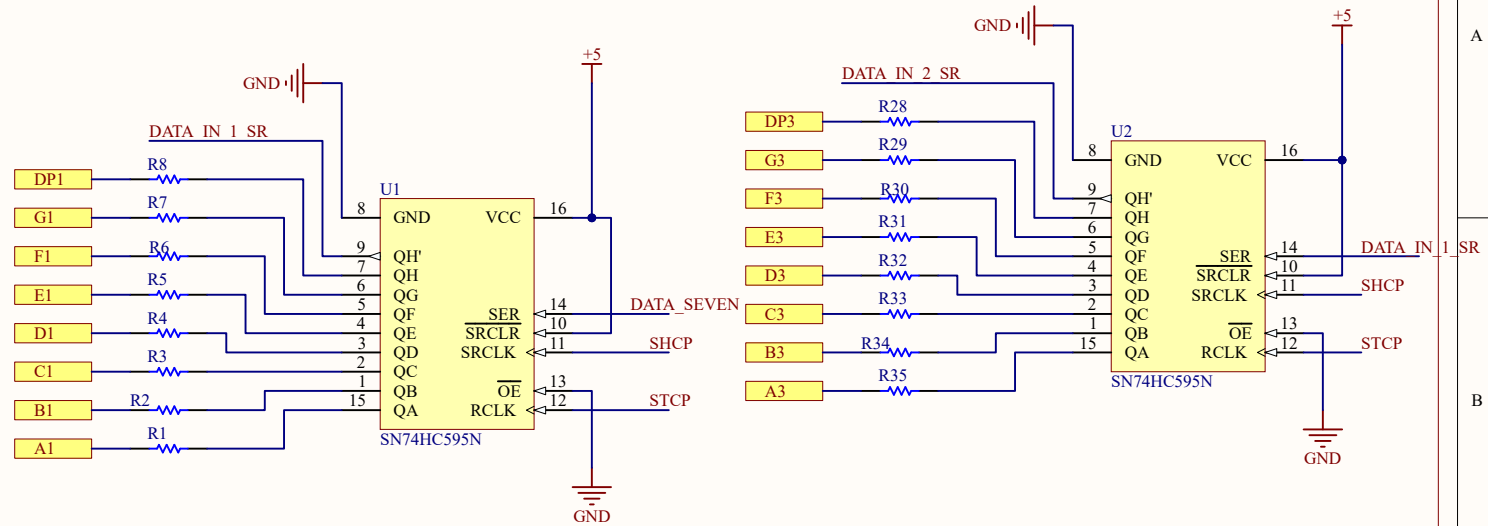 +5
GND
DATA_IN_1_SR
DP1
R8
G1
R7
F1
R6
E1
R5
D1
R4
C1
R3
B1
R2
A1
R1
U1
8 GND VCC 16
9 QH'
7 QH
6 QG
5 QF SER 14 DATA_SEVEN
4 QE SRCLR 10
3 QD SRCLK 11 SHCP
2 QC
1 QB OE 13
15 QA RCLK 12 STCP
SN74HC595N
GND
+5
GND
DATA_IN_2_SR
DP3
R28
G3
R29
F3
R30
E3
R31
D3
R32
C3
R33
B3
R34
A3
R35
U2
8 GND VCC 16
9 QH'
7 QH
6 QG
5 QF SER 14 DATA_IN_1_SR
4 QE SRCLR 10
3 QD SRCLK 11 SHCP
2 QC
1 QB OE 13
15 QA RCLK 12 STCP
SN74HC595N
GND
A
B